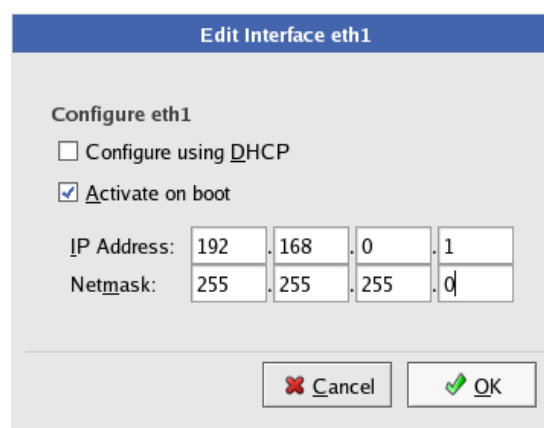 Edit Interface eth1
Configure eth1
Configure using DHCP
Activate on boot
IP Address: 192 . 168 . 0 . 1
Netmask: 255 . 255 . 255 . 0
Cancel OK